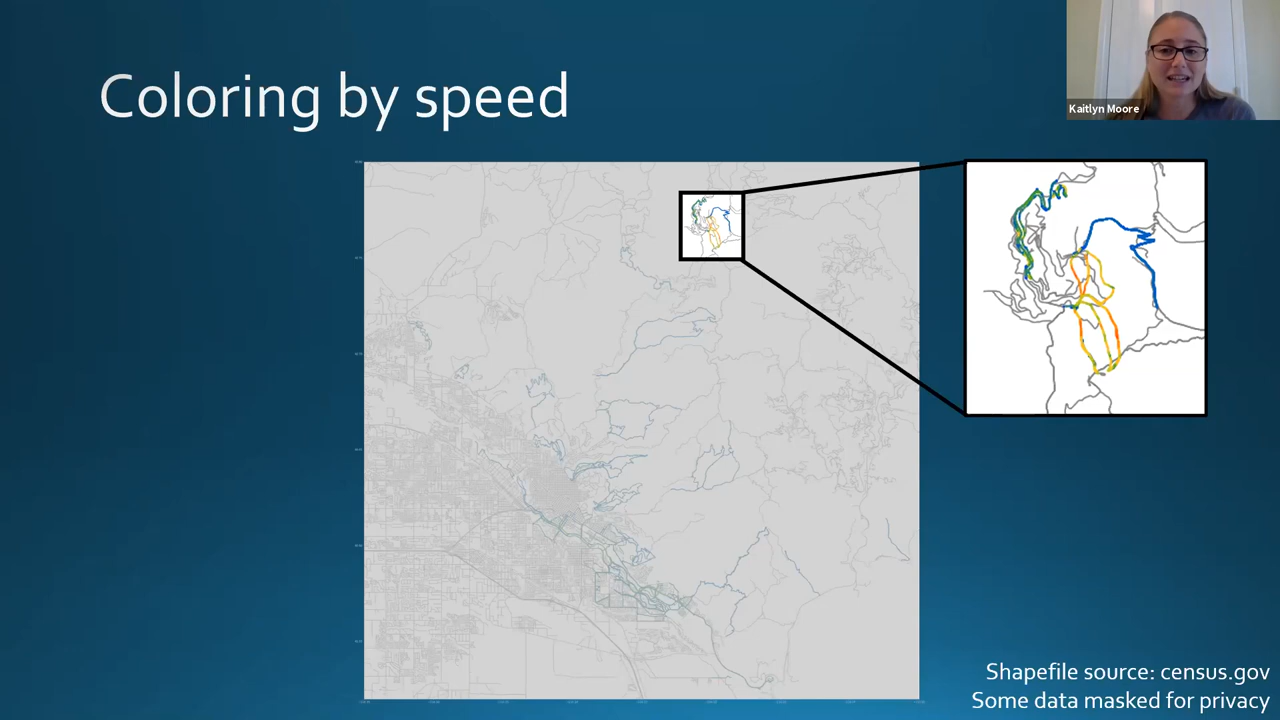 Coloring by speed
Kaitlyn Moore
Shapefile source: census.gov
Some data masked for privacy